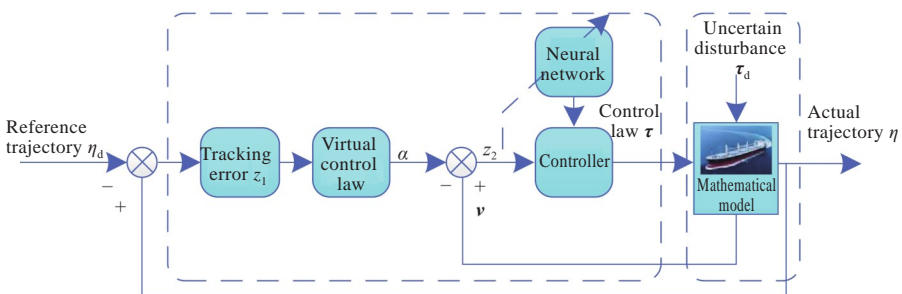 Uncertain
disturbance
τd
Neural
network
Control
law τ
Reference
trajectory ηd
Actual
trajectory η
Tracking
error z1
Virtual
control
law
α
z2
Controller
Mathematical
model
−
+
−
+
v